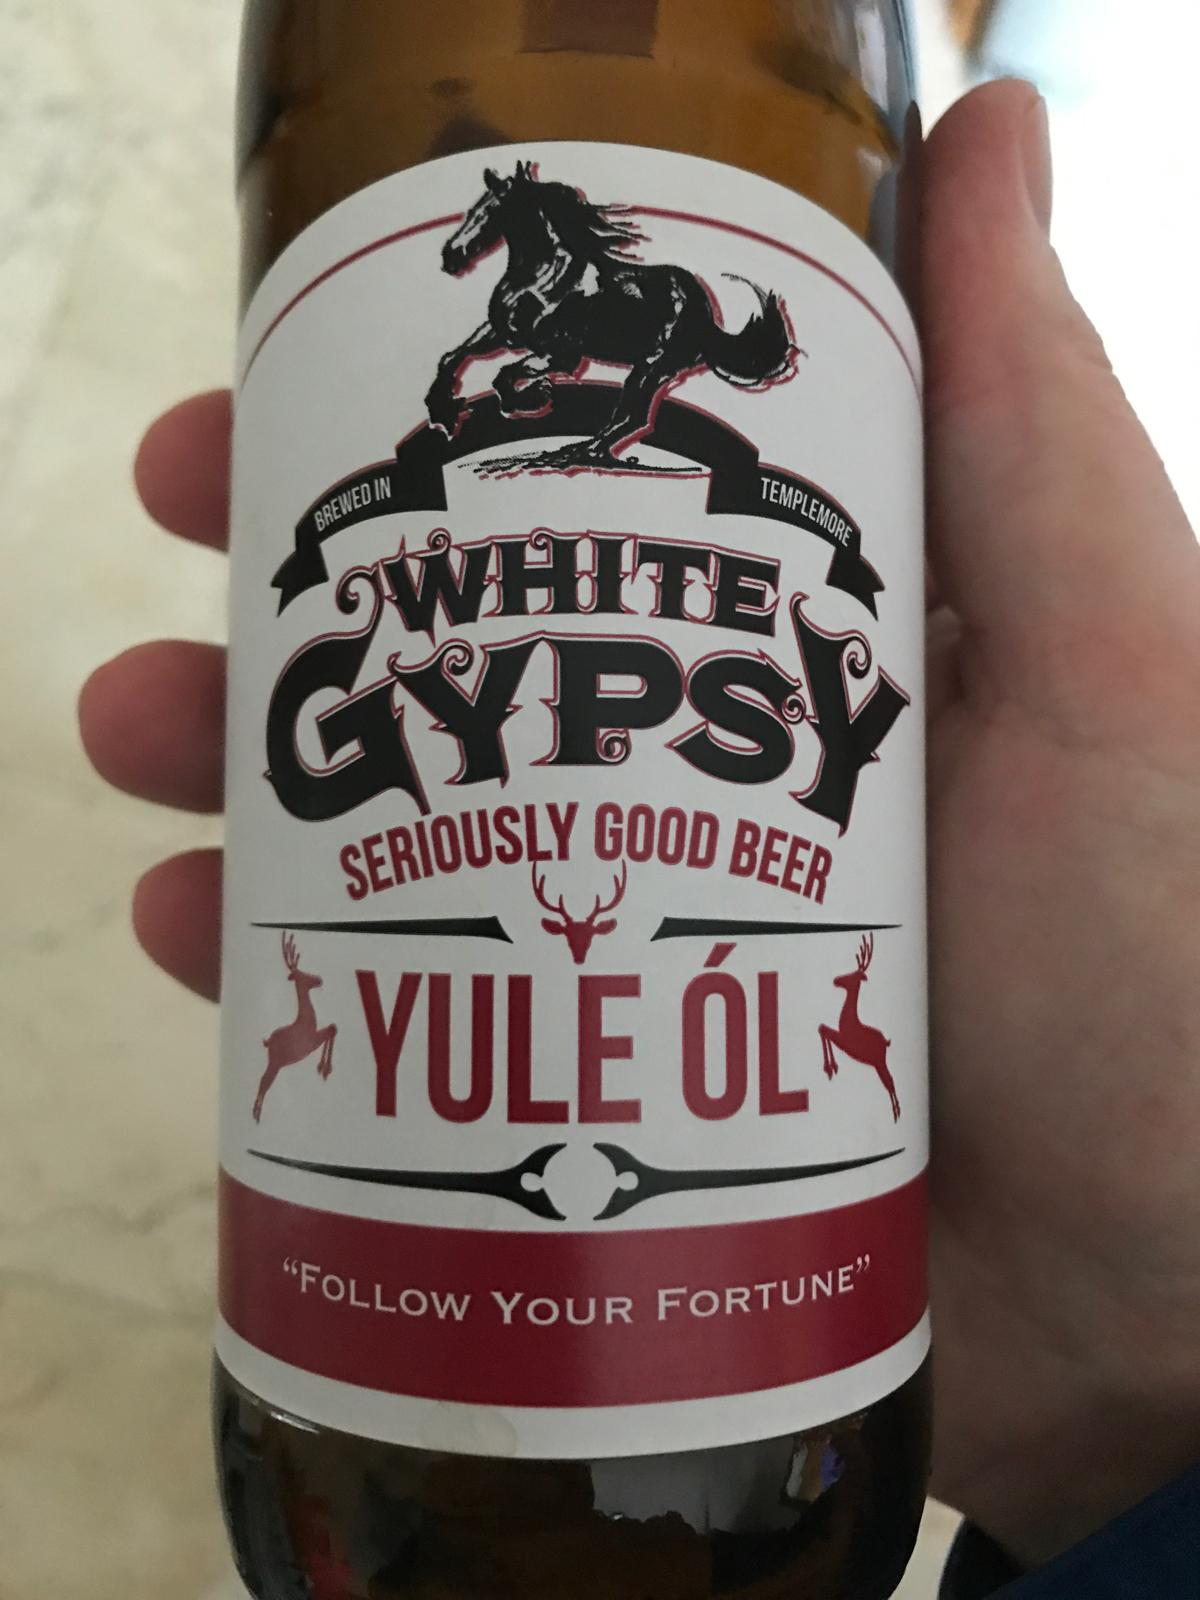 BREWED IN TEMPLEMORE
WHITE
GYPSY
SERIOUSLY GOOD BEER
YULE ÓL
“FOLLOW YOUR FORTUNE”